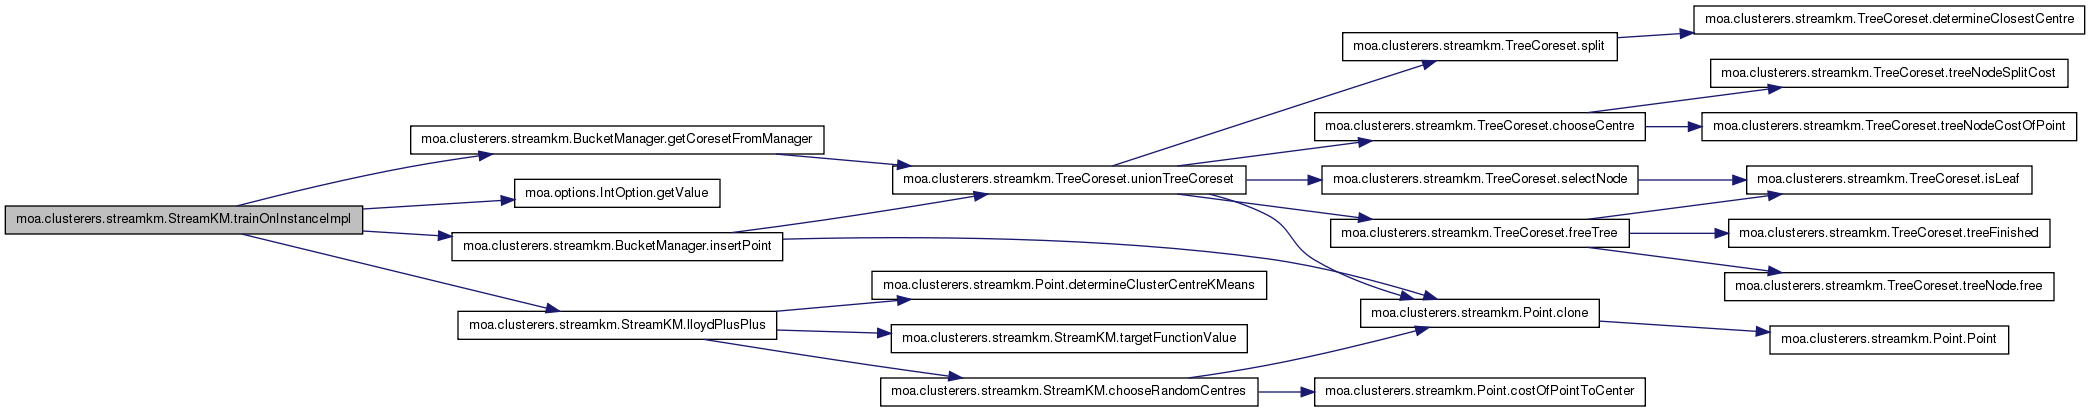 moa.clusterers.streamkm.StreamKM.trainOnInstanceImpl
moa.clusterers.streamkm.BucketManager.getCoresetFromManager
moa.options.IntOption.getValue
moa.clusterers.streamkm.BucketManager.insertPoint
moa.clusterers.streamkm.StreamKM.lloydPlusPlus
moa.clusterers.streamkm.TreeCoreset.unionTreeCoreset
moa.clusterers.streamkm.Point.determineClusterCentreKMeans
moa.clusterers.streamkm.StreamKM.targetFunctionValue
moa.clusterers.streamkm.StreamKM.chooseRandomCentres
moa.clusterers.streamkm.TreeCoreset.split
moa.clusterers.streamkm.TreeCoreset.chooseCentre
moa.clusterers.streamkm.TreeCoreset.selectNode
moa.clusterers.streamkm.TreeCoreset.freeTree
moa.clusterers.streamkm.Point.clone
moa.clusterers.streamkm.Point.costOfPointToCenter
moa.clusterers.streamkm.TreeCoreset.determineClosestCentre
moa.clusterers.streamkm.TreeCoreset.treeNodeSplitCost
moa.clusterers.streamkm.TreeCoreset.treeNodeCostOfPoint
moa.clusterers.streamkm.TreeCoreset.isLeaf
moa.clusterers.streamkm.TreeCoreset.treeFinished
moa.clusterers.streamkm.TreeCoreset.treeNode.free
moa.clusterers.streamkm.Point.Point